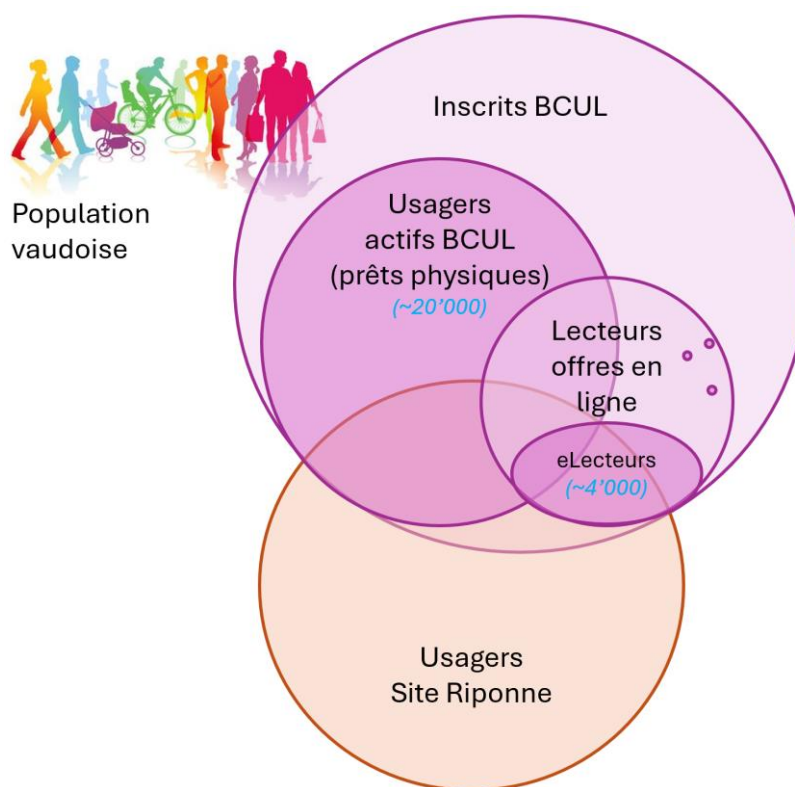 Inscrits BCUL
Population
vaudoise
Usagers
actifs BCUL
(prêts physiques)
(~20’000)
Lecteurs
offres en
ligne
eLecteurs
(~4’000)
Usagers
Site Riponne